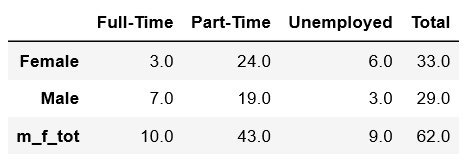 Full-Time Part-Time Unemployed Total
Female 3.0 24.0 6.0 33.0
Male 7.0 19.0 3.0 29.0
m_f_tot 10.0 43.0 9.0 62.0